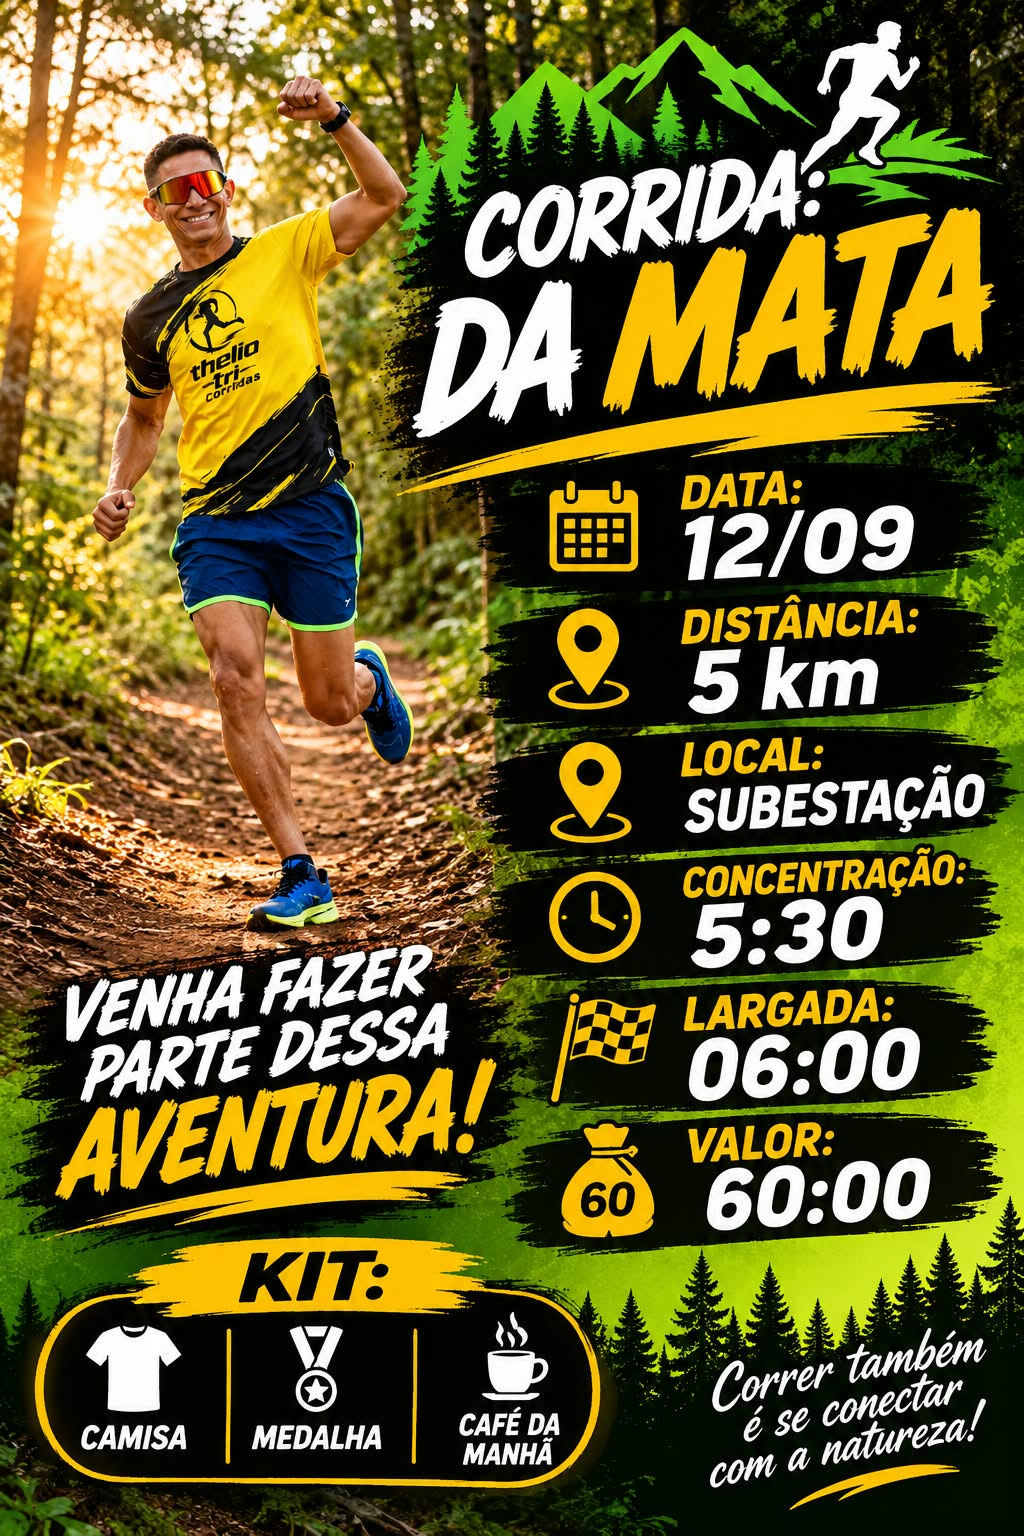 CORRIDA:
DA MATA
thelio
tri
corridas
DATA:
12/09
DISTÂNCIA:
5 km
LOCAL:
SUBESTAÇÃO
CONCENTRAÇÃO:
5:30
LARGADA:
06:00
VALOR:
60
60:00
VENHA FAZER
PARTE DESSA
AVENTURA!
KIT:
CAMISA
MEDALHA
CAFÉ DA
MANHÃ
Correr também
é se conectar
com a natureza!